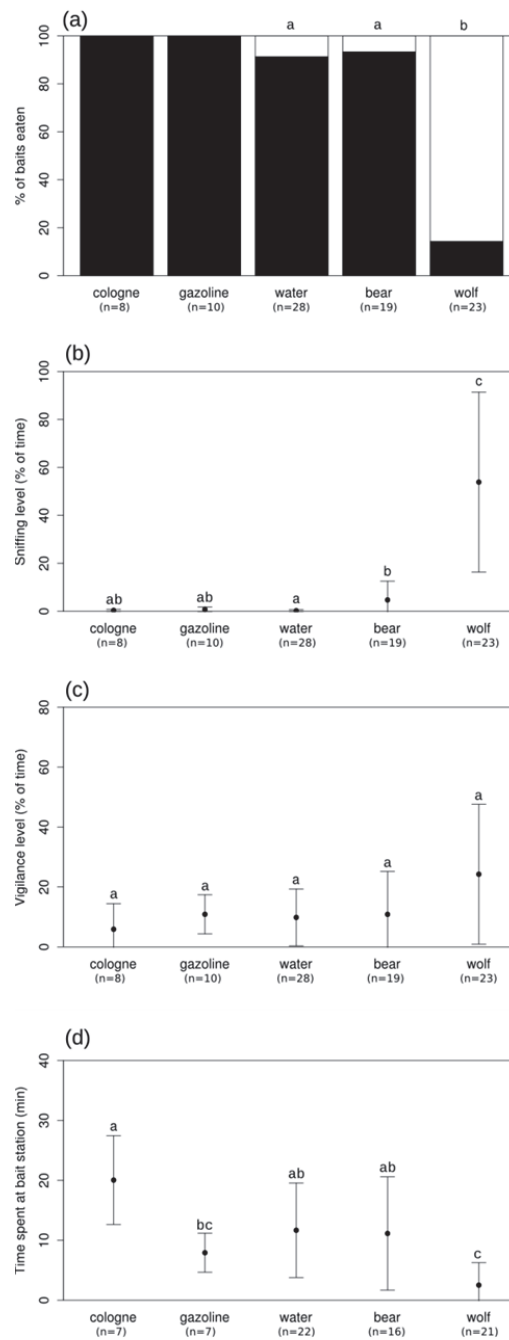 (a)
a a b
% of baits eaten
0 20 40 60 80 100
cologne gazoline water bear wolf
(n=8) (n=10) (n=28) (n=19) (n=23)
(b)
c
b
ab ab a
Sniffing level (% of time)
0 20 40 60 80 100
cologne gazoline water bear wolf
(n=8) (n=10) (n=28) (n=19) (n=23)
(c)
a a a a a
Vigilance level (% of time)
0 20 40 60 80
cologne gazoline water bear wolf
(n=8) (n=10) (n=28) (n=19) (n=23)
(d)
a bc ab ab c
Time spent at bait station (min)
0 10 20 30 40
cologne gazoline water bear wolf
(n=7) (n=7) (n=22) (n=16) (n=21)